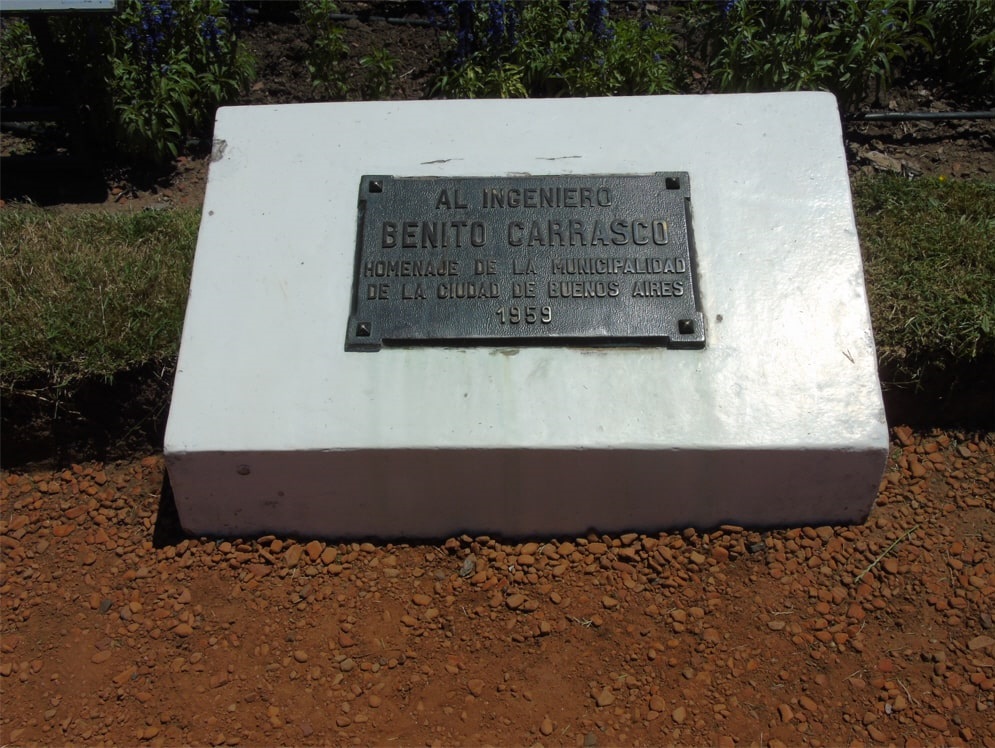 AL INGENIERO
BENITO CARRASCO
HOMENAJE DE LA MUNICIPALIDAD
DE LA CIUDAD DE BUENOS AIRES
1959